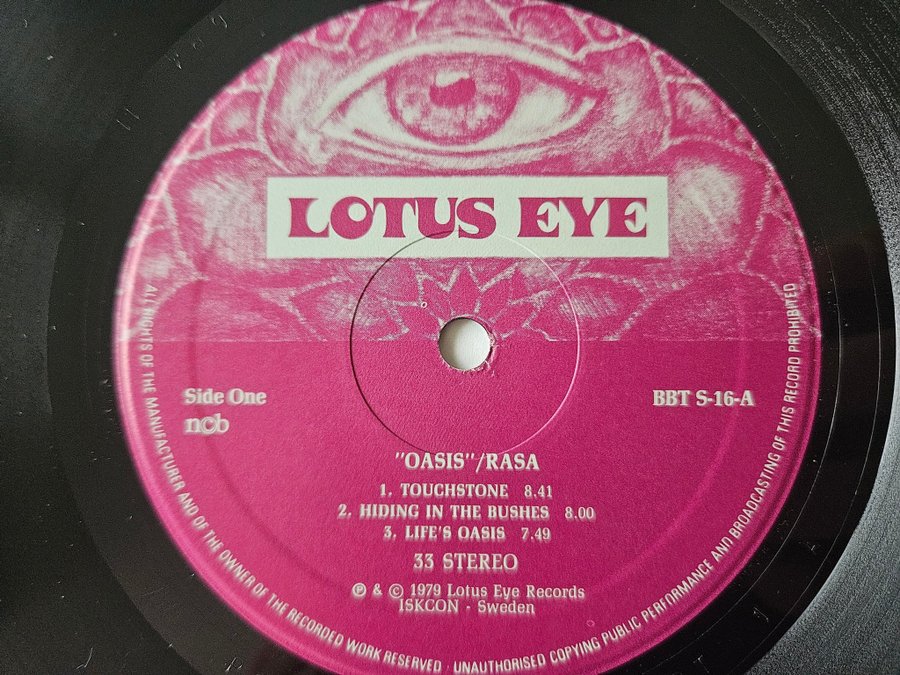 LOTUS EYE
Side One
ncb
BBT S-16-A
"OASIS"/RASA
1. TOUCHSTONE 8.41
2. HIDING IN THE BUSHES 8.00
3. LIFE'S OASIS 7.49
33 STEREO
℗ & © 1979 Lotus Eye Records
ISKCON - Sweden
ALL RIGHTS OF THE MANUFACTURER AND OF THE OWNER OF THE RECORDED WORK RESERVED · UNAUTHORISED COPYING PUBLIC PERFORMANCE AND BROADCASTING OF THIS RECORD PROHIBITED